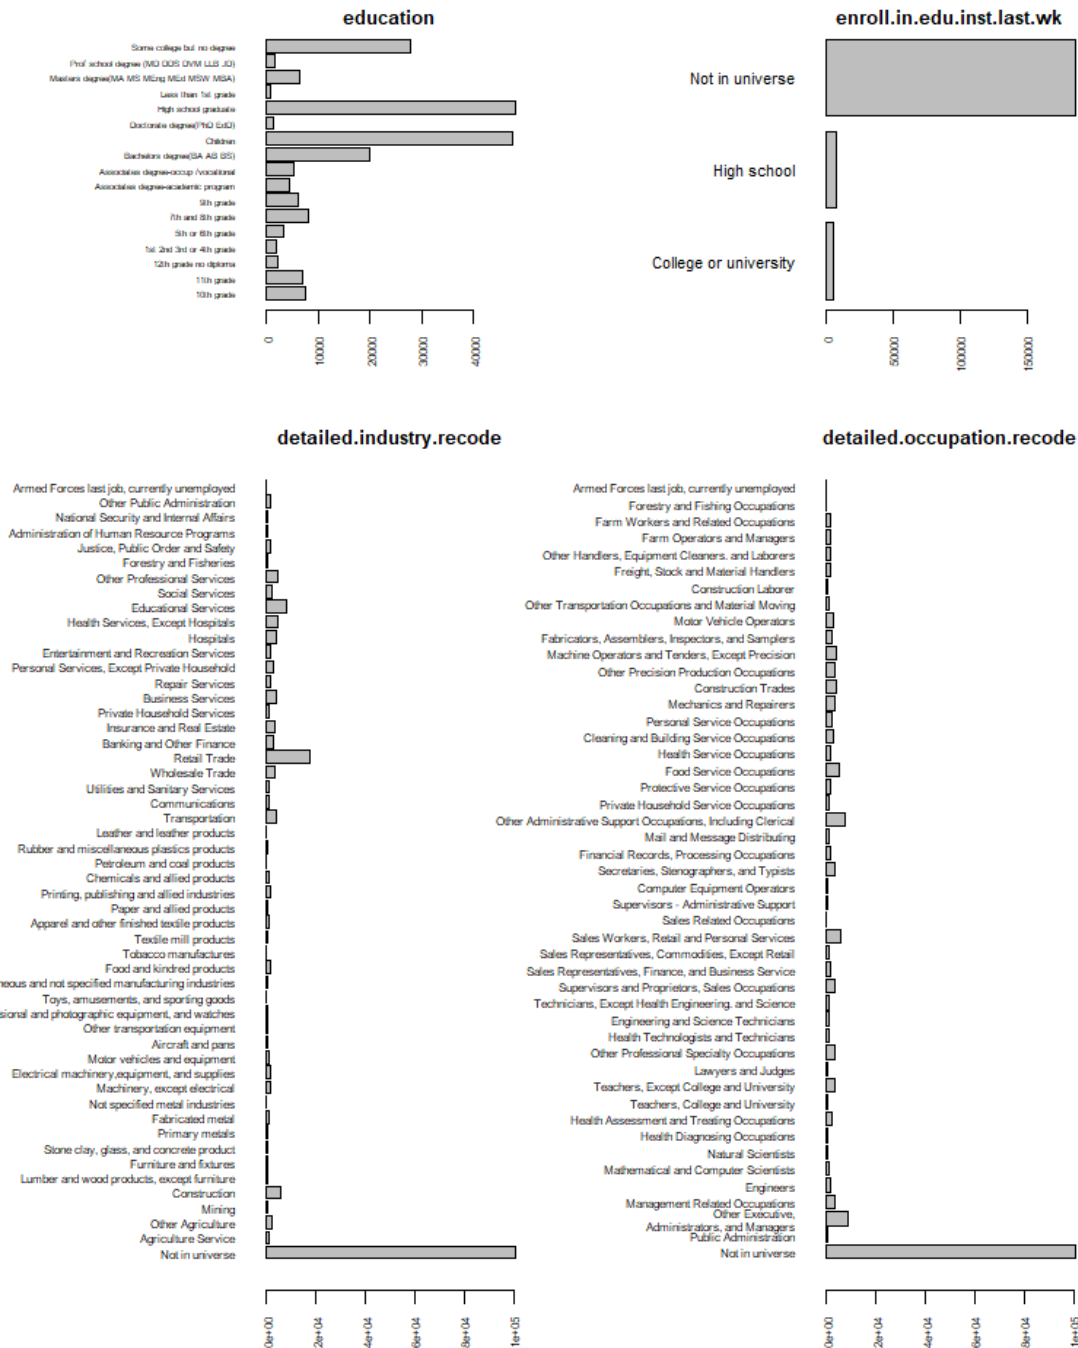 education
Some college but no degree
Prof school degree (MD DDS DVM LLB JD)
Masters degree(MA MS MEng MEd MSW MBA)
Less than 1st grade
High school graduate
Doctorate degree(PhD EdD)
Children
Bachelors degree(BA AB BS)
Associates degree-occup /vocational
Associates degree-academic program
9th grade
7th and 8th grade
5th or 6th grade
1st 2nd 3rd or 4th grade
12th grade no diploma
11th grade
10th grade
0
10000
20000
30000
40000
enroll.in.edu.inst.last.wk
Not in universe
High school
College or university
0
50000
100000
150000
detailed.industry.recode
Armed Forces last job, currently unemployed
Other Public Administration
National Security and Internal Affairs
Administration of Human Resource Programs
Justice, Public Order and Safety
Forestry and Fisheries
Other Professional Services
Social Services
Educational Services
Health Services, Except Hospitals
Hospitals
Entertainment and Recreation Services
Personal Services, Except Private Household
Repair Services
Business Services
Private Household Services
Insurance and Real Estate
Banking and Other Finance
Retail Trade
Wholesale Trade
Utilities and Sanitary Services
Communications
Transportation
Leather and leather products
Rubber and miscellaneous plastics products
Petroleum and coal products
Chemicals and allied products
Printing, publishing and allied industries
Paper and allied products
Apparel and other finished textile products
Textile mill products
Tobacco manufactures
Food and kindred products
neous and not specified manufacturing industries
Toys, amusements, and sporting goods
sional and photographic equipment, and watches
Other transportation equipment
Aircraft and pans
Motor vehicles and equipment
Electrical machinery,equipment, and supplies
Machinery, except electrical
Not specified metal industries
Fabricated metal
Primary metals
Stone clay, glass, and concrete product
Furniture and fixtures
Lumber and wood products, except furniture
Construction
Mining
Other Agriculture
Agriculture Service
Not in universe
0e+00
2e+04
4e+04
6e+04
8e+04
1e+05
detailed.occupation.recode
Armed Forces last job, currently unemployed
Forestry and Fishing Occupations
Farm Workers and Related Occupations
Farm Operators and Managers
Other Handlers, Equipment Cleaners. and Laborers
Freight, Stock and Material Handlers
Construction Laborer
Other Transportation Occupations and Material Moving
Motor Vehicle Operators
Fabricators, Assemblers, Inspectors, and Samplers
Machine Operators and Tenders, Except Precision
Other Precision Production Occupations
Construction Trades
Mechanics and Repairers
Personal Service Occupations
Cleaning and Building Service Occupations
Health Service Occupations
Food Service Occupations
Protective Service Occupations
Private Household Service Occupations
Other Administrative Support Occupations, Including Clerical
Mail and Message Distributing
Financial Records, Processing Occupations
Secretaries, Stenographers, and Typists
Computer Equipment Operators
Supervisors - Administrative Support
Sales Related Occupations
Sales Workers, Retail and Personal Services
Sales Representatives, Commodities, Except Retail
Sales Representatives, Finance, and Business Service
Supervisors and Proprietors, Sales Occupations
Technicians, Except Health Engineering. and Science
Engineering and Science Technicians
Health Technologists and Technicians
Other Professional Specialty Occupations
Lawyers and Judges
Teachers, Except College and University
Teachers, College and University
Health Assessment and Treating Occupations
Health Diagnosing Occupations
Natural Scientists
Mathematical and Computer Scientists
Engineers
Management Related Occupations
Other Executive,
Administrators, and Managers
Public Administration
Not in universe
0e+00
2e+04
4e+04
6e+04
8e+04
1e+05